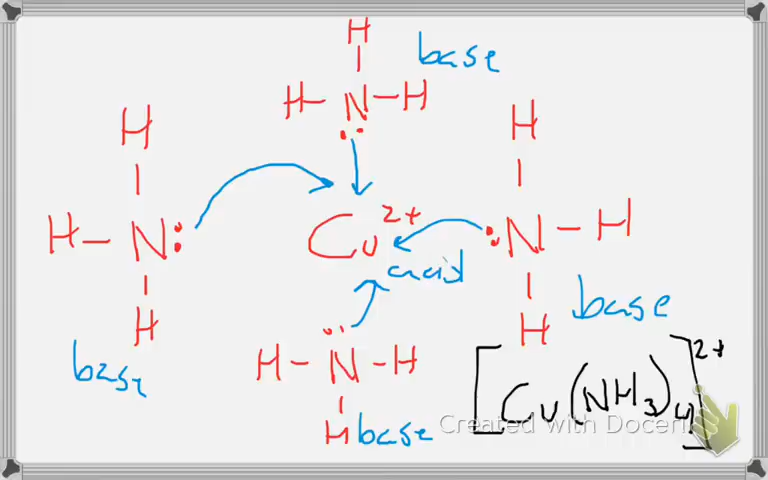 H
base
H–N–H
H
H
H–N:
:N–H
Cu2+
acid
H
H
base
base
H–N–H
H
base
[Cu(NH3)4]2+
Created with Doceri